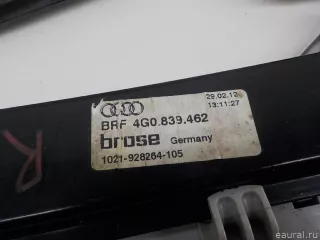 29.02.12
13:11:27
BRF 4G0.839.462
brose Germany
1021-928264-105
R
© eaural.ru